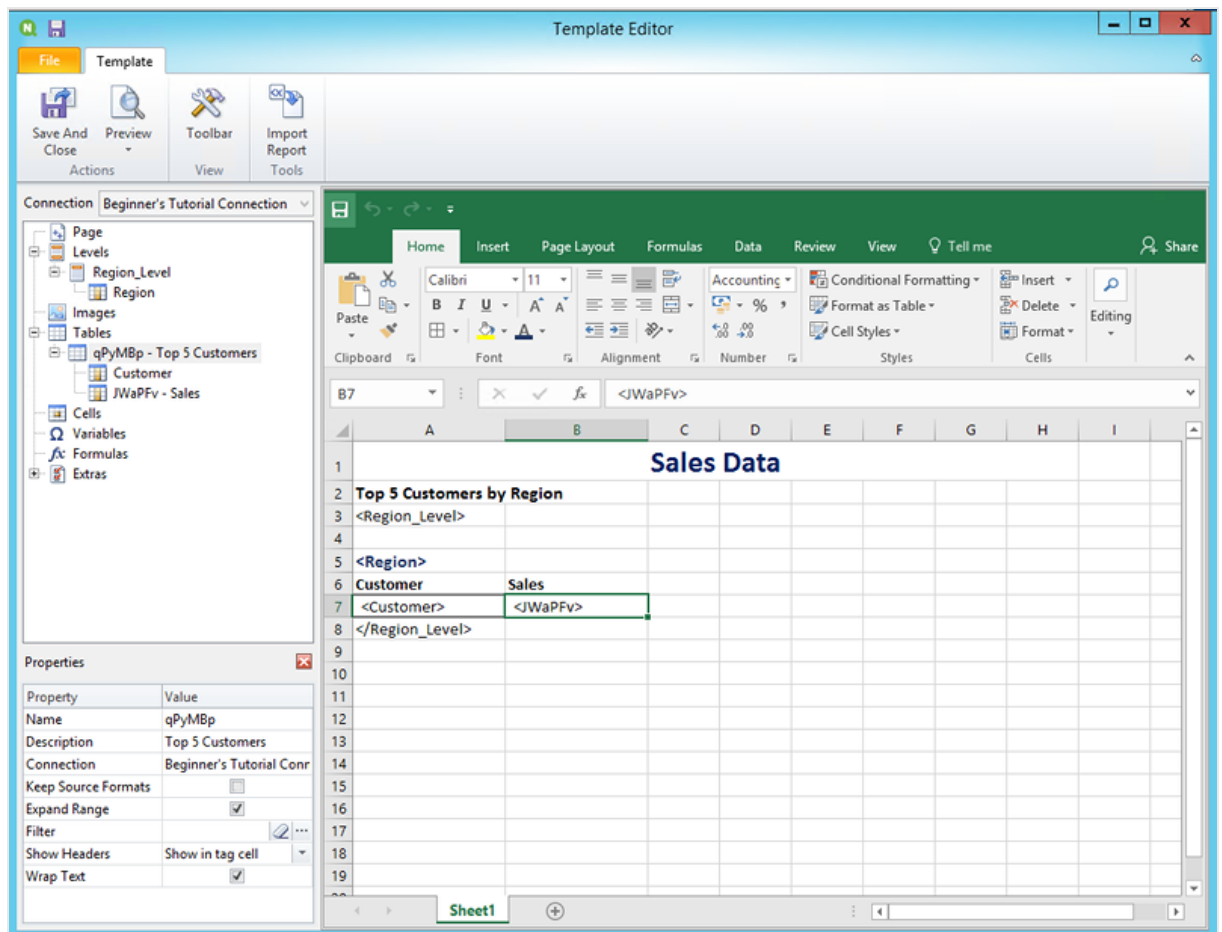 Template Editor
File Template
Save And Close
Preview
Toolbar
Import Report
Actions View Tools
Connection Beginner's Tutorial Connection
Page
Levels
Region_Level
Region
Images
Tables
qPyMBp - Top 5 Customers
Customer
JWaPFv - Sales
Cells
Variables
Formulas
Extras
Properties
Property Value
Name qPyMBp
Description Top 5 Customers
Connection Beginner's Tutorial Conr
Keep Source Formats
Expand Range
Filter
Show Headers Show in tag cell
Wrap Text
Home Insert Page Layout Formulas Data Review View Tell me Share
Paste
Calibri 11
B I U
Accounting
Conditional Formatting
Format as Table
Cell Styles
Insert
Delete
Format
Editing
Clipboard Font Alignment Number Styles Cells
B7 fx <JWaPFv>
A B C D E F G H I
1 Sales Data
2 Top 5 Customers by Region
3 <Region_Level>
4
5 <Region>
6 Customer Sales
7 <Customer> <JWaPFv>
8 </Region_Level>
9
10
11
12
13
14
15
16
17
18
19
Sheet1